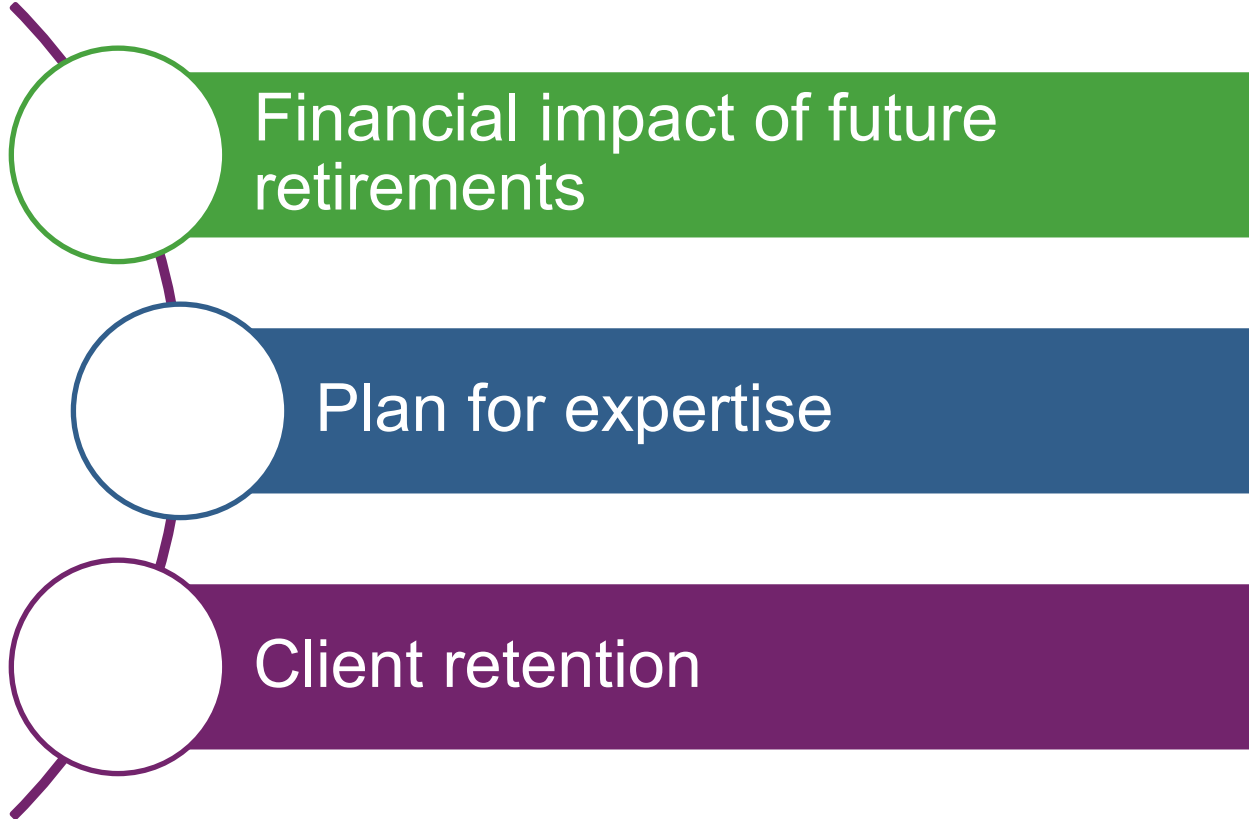 Financial impact of future
retirements
Plan for expertise
Client retention